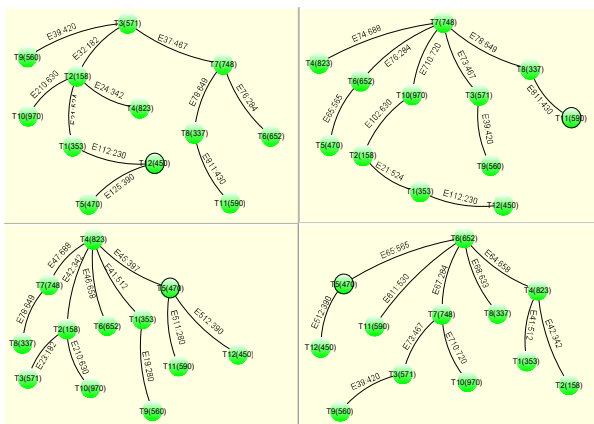 T3(571)
E39:420
E32:182
E37:467
T9(560)
T7(748)
T2(158)
E210:630
E24:342
E78:649
E76:284
T10(970)
T4(823)
T8(337)
T6(652)
T1(353)
E112:230
T12(450)
E811:430
E125:390
T5(470)
T11(590)
T7(748)
E74:688
E76:284
E710:720
E73:467
E78:649
T4(823)
T8(337)
T6(652)
T10(970)
T3(571)
E65:565
E811:430
E102:630
T11(590)
E39:420
T5(470)
T2(158)
T9(560)
E21:524
T1(353)
E112:230
T12(450)
T4(823)
E47:688
E42:342
E46:658
E41:512
E45:397
T7(748)
T5(470)
E78:649
T2(158)
T6(652)
T1(353)
E511:280
E512:390
T8(337)
E23:182
E210:630
E19:280
T12(450)
T3(571)
T11(590)
T10(970)
T9(560)
T6(652)
E65:565
E611:530
E67:284
E68:633
E64:658
T5(470)
T4(823)
E512:390
T11(590)
T7(748)
T8(337)
T12(450)
E73:467
E710:720
E41:512
E42:342
T1(353)
E39:420
T3(571)
T10(970)
T2(158)
T9(560)